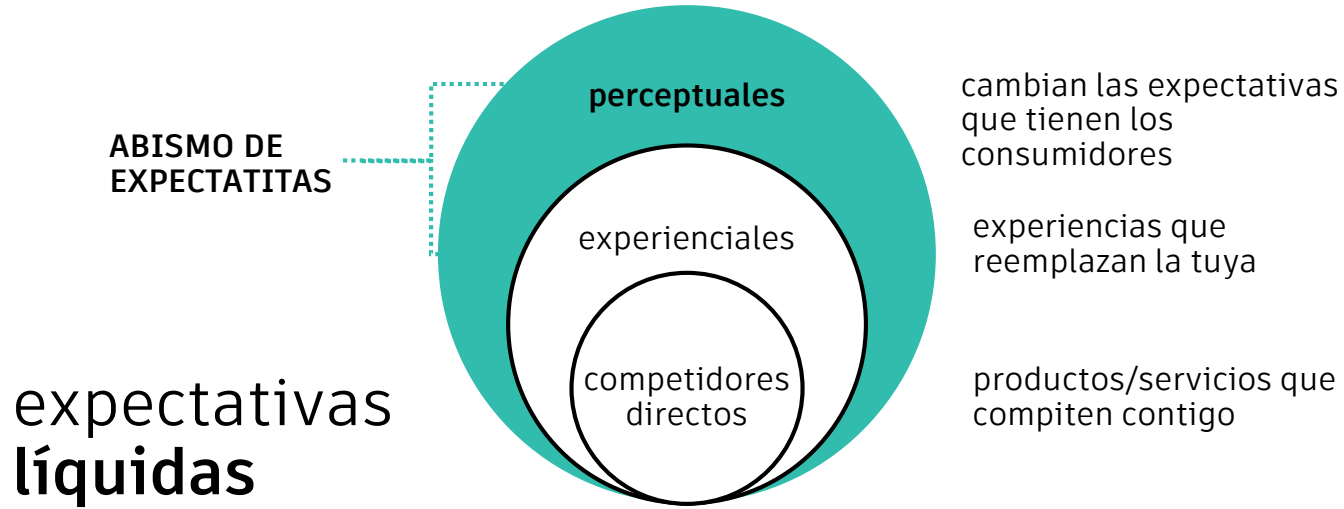 perceptuales
cambian las expectativas
que tienen los
consumidores
ABISMO DE
EXPECTATITAS
experienciales
experiencias que
reemplazan la tuya
competidores
directos
productos/servicios que
compiten contigo
expectativas
líquidas